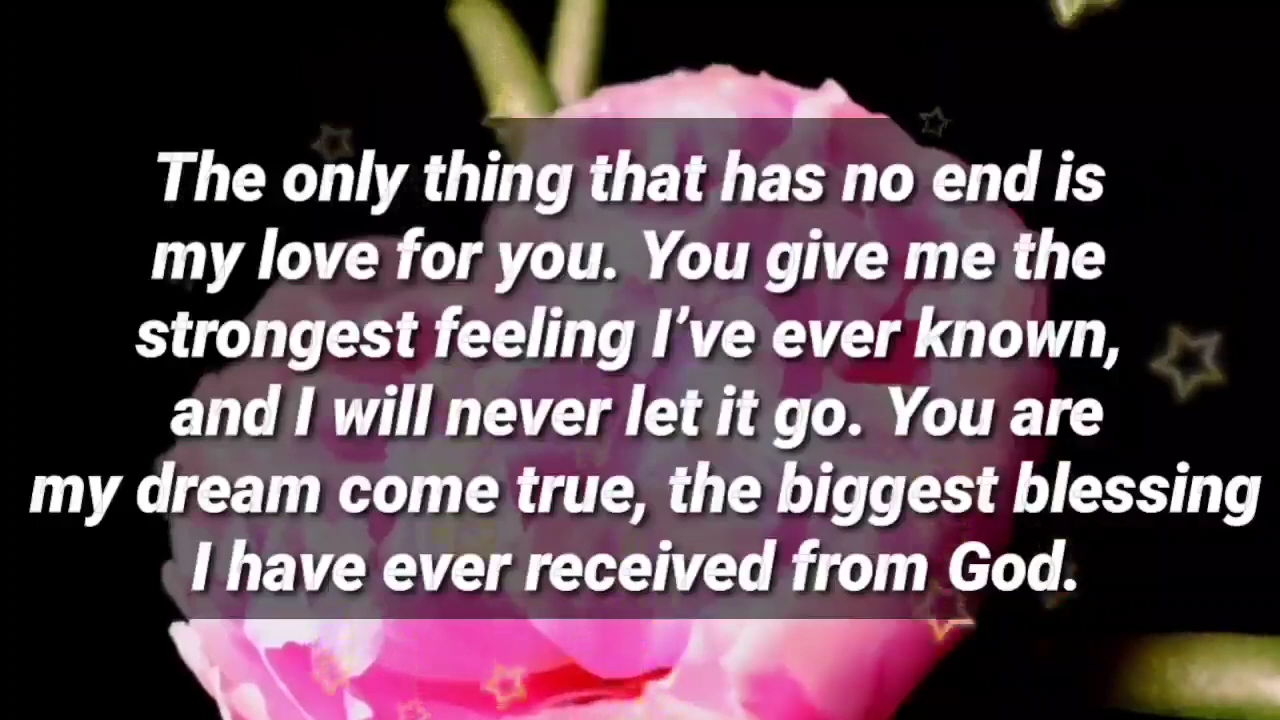 The only thing that has no end is
my love for you. You give me the
strongest feeling I’ve ever known,
and I will never let it go. You are
my dream come true, the biggest blessing
I have ever received from God.